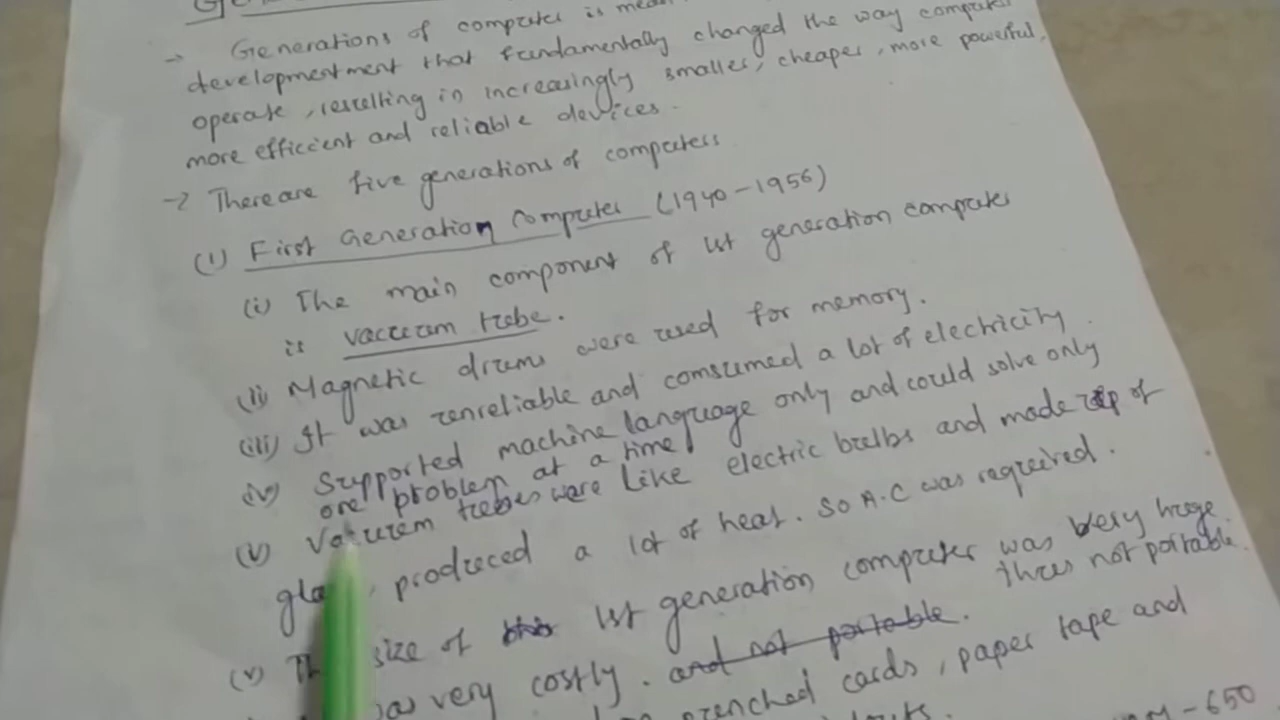 Generations of computer is
development ment that fundamentally changed the way computer
operate, resulting in increasingly smaller, cheaper, more powerful,
more efficient and reliable devices.
→ There are five generations of computers
(1) First Generation Computer (1940-1956)
(i) The main component of 1st generation computer
is vaccum tube.
(ii) Magnetic drums were used for memory.
(iii) It was unreliable and comsumed a lot of electricity
(iv) Supported machine language only and could solve only
one problem at a time
(v) Vacuum tubes were like electric bulbs and made up of
produced a lot of heat. So A.C was required.
(v) size of 1st generation computer was very huge
thus not portable.
very costly. and not portable.
cards, paper tape and
- 650